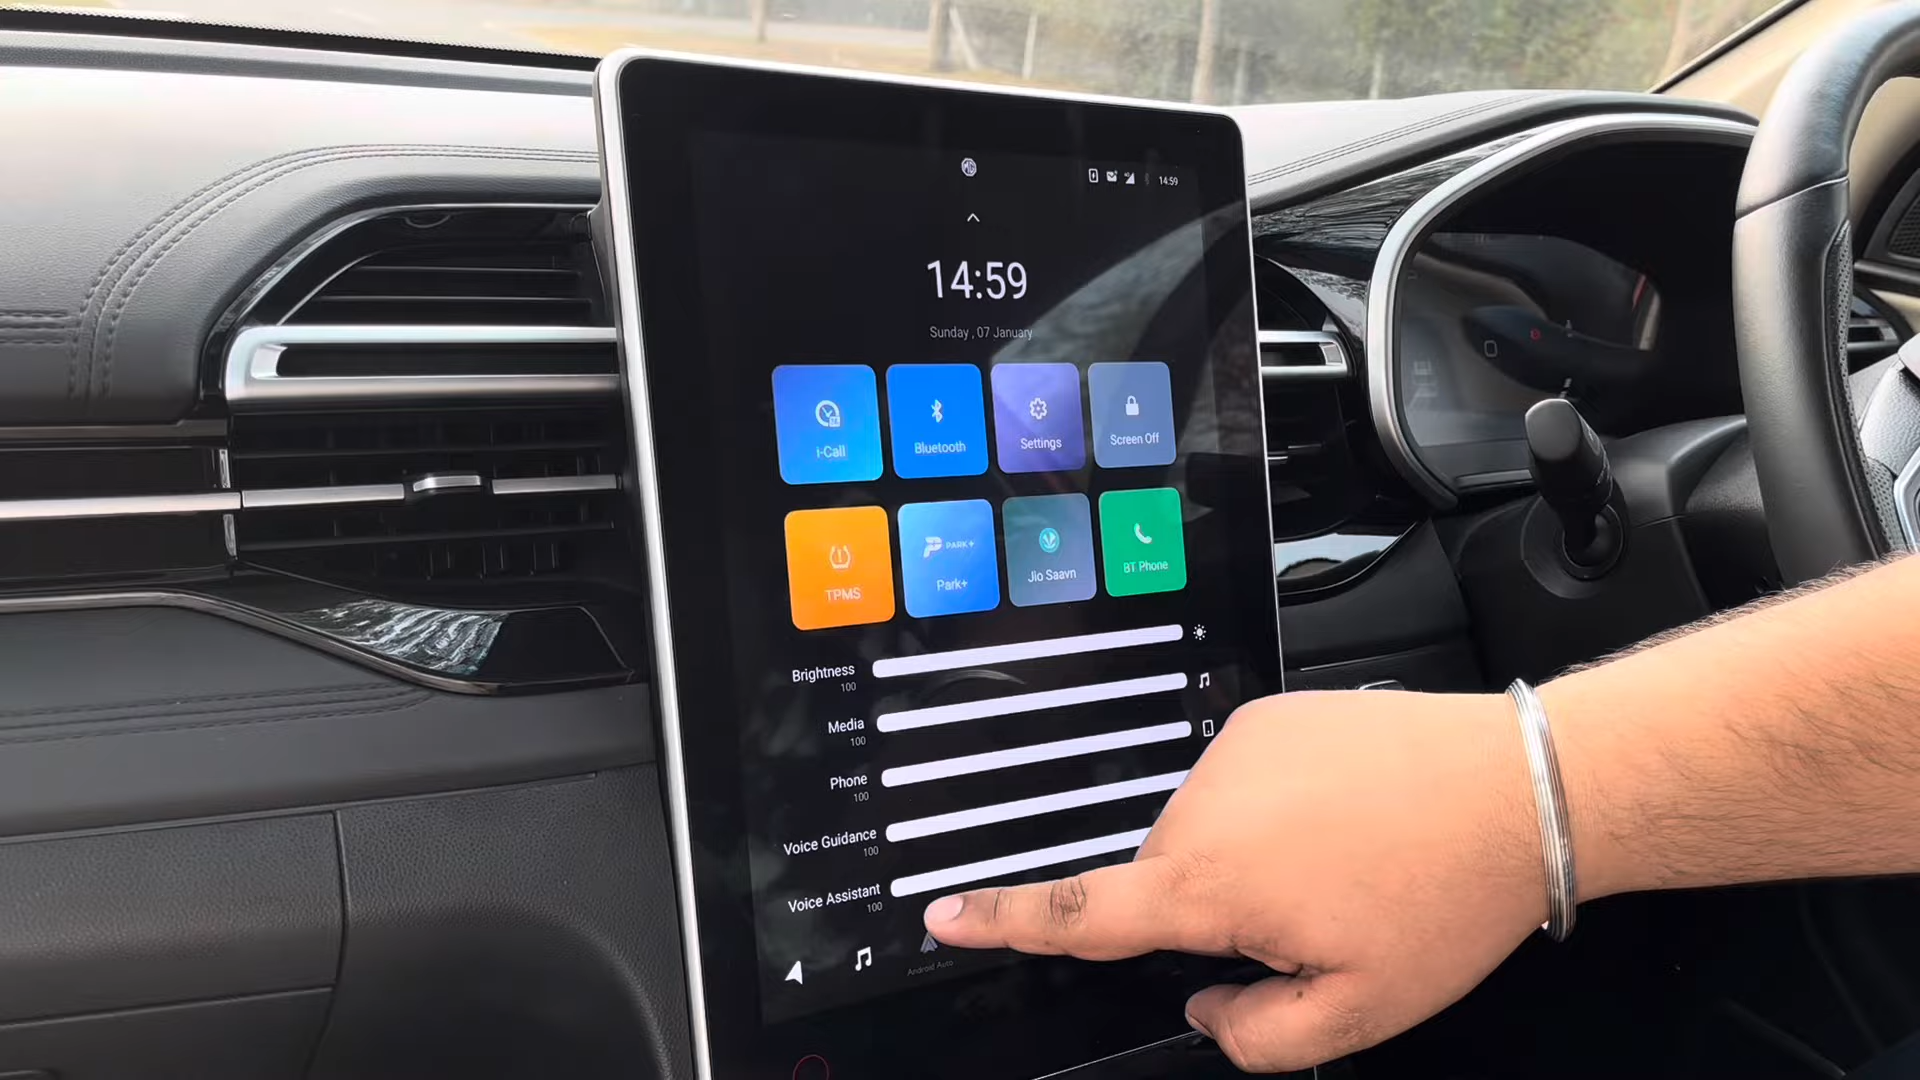 MG
14:59
14:59
Sunday , 07 January
i-Call
Bluetooth
Settings
Screen Off
TPMS
PARK+
Park+
Jio Saavn
BT Phone
Brightness
100
Media
100
Phone
100
Voice Guidance
100
Voice Assistant
100
Android Auto